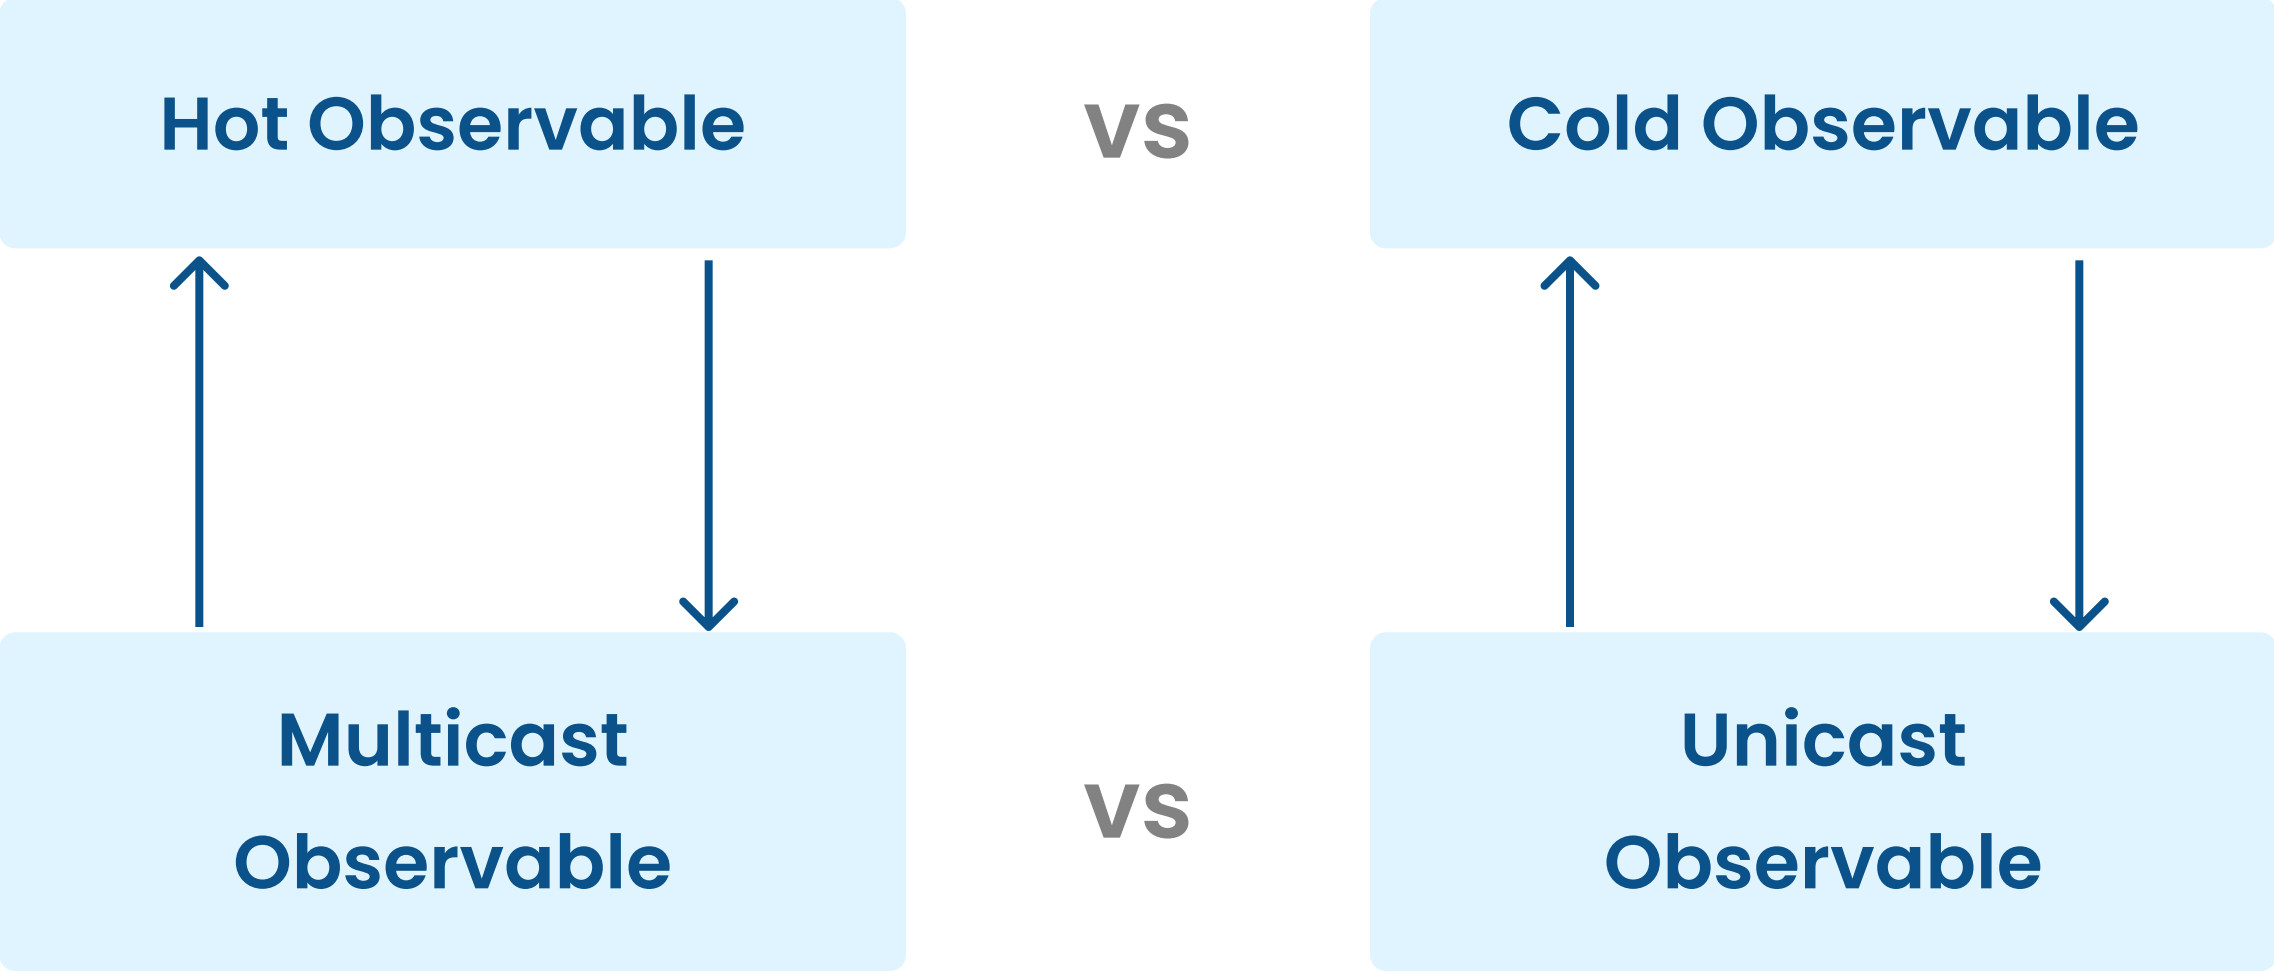 Hot Observable
vs
Cold Observable
Multicast
Observable
vs
Unicast
Observable